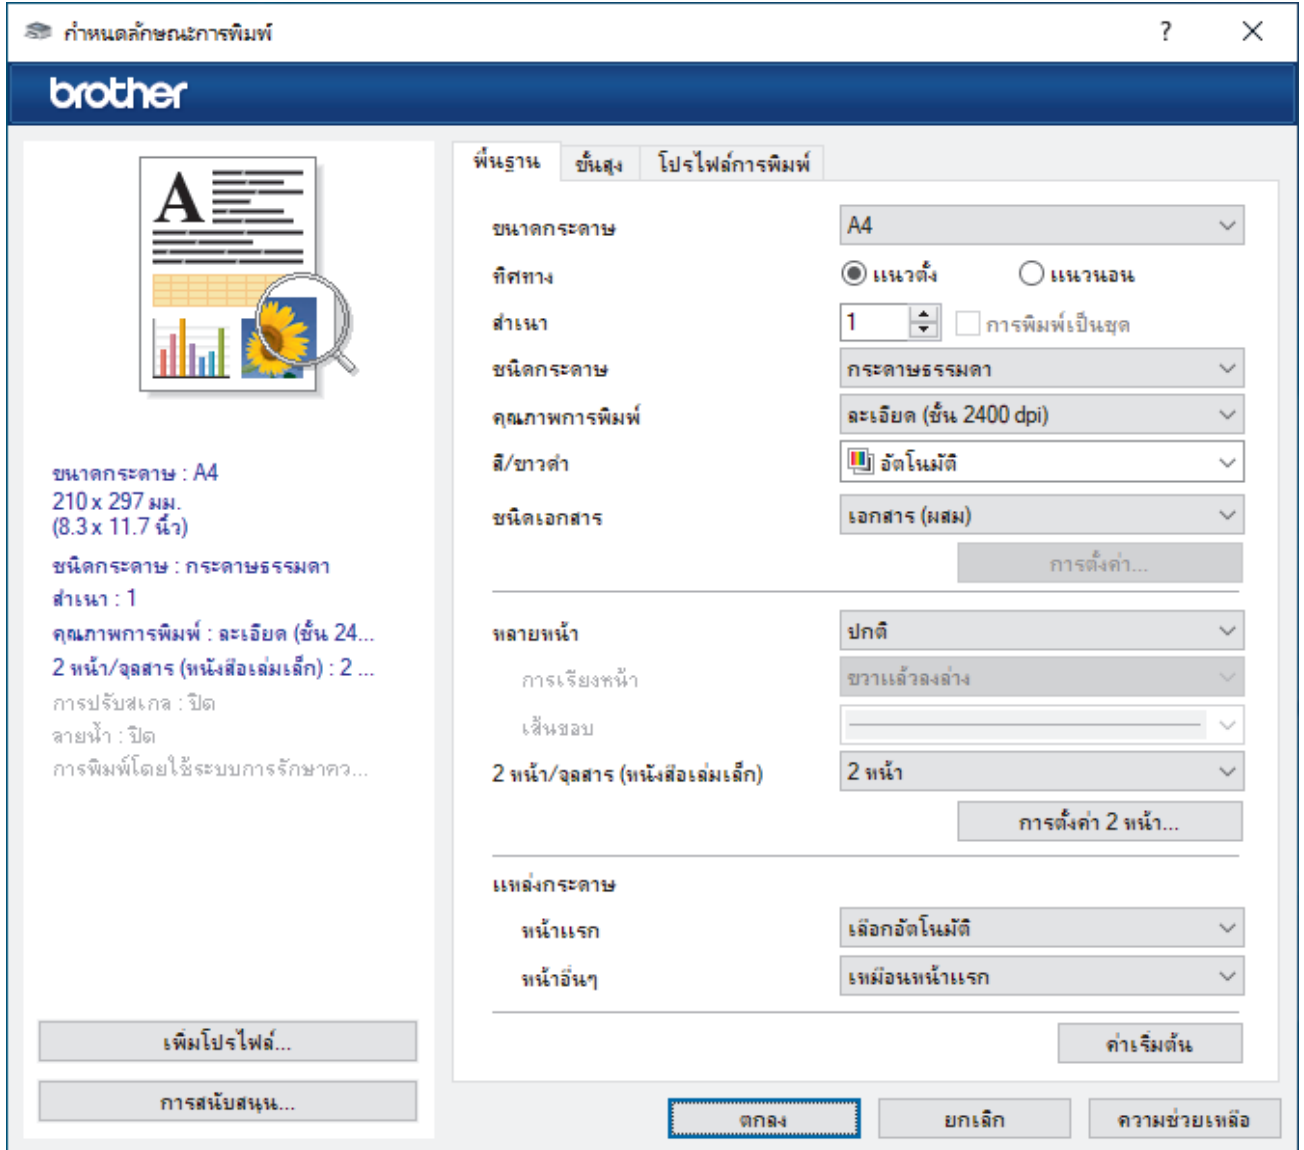 กำหนดลักษณะการพิมพ์
?
brother
A
ขนาดกระดาษ : A4
210 x 297 มม.
(8.3 x 11.7 นิ้ว)
ชนิดกระดาษ : กระดาษธรรมดา
สำเนา : 1
คุณภาพการพิมพ์ : ละเอียด (ชั้น 24...
2 หน้า/จุลสาร (หนังสือเล่มเล็ก) : 2 ...
การปรับสเกล : ปิด
ลายน้ำ : ปิด
การพิมพ์โดยใช้ระบบการรักษาคว...
เพิ่มโปรไฟล์...
การสนับสนุน...
พื้นฐาน ขั้นสูง โปรไฟล์การพิมพ์
ขนาดกระดาษ A4
ทิศทาง แนวตั้ง แนวนอน
สำเนา 1 การพิมพ์เป็นชุด
ชนิดกระดาษ กระดาษธรรมดา
คุณภาพการพิมพ์ ละเอียด (ชั้น 2400 dpi)
สี/ขาวดำ อัตโนมัติ
ชนิดเอกสาร เอกสาร (ผสม)
การตั้งค่า...
หลายหน้า ปกติ
การเรียงหน้า ขวาแล้วลงล่าง
เส้นขอบ
2 หน้า/จุลสาร (หนังสือเล่มเล็ก) 2 หน้า
การตั้งค่า 2 หน้า...
แหล่งกระดาษ
หน้าแรก เลือกอัตโนมัติ
หน้าอื่นๆ เหมือนหน้าแรก
ค่าเริ่มต้น
ตกลง ยกเลิก ความช่วยเหลือ